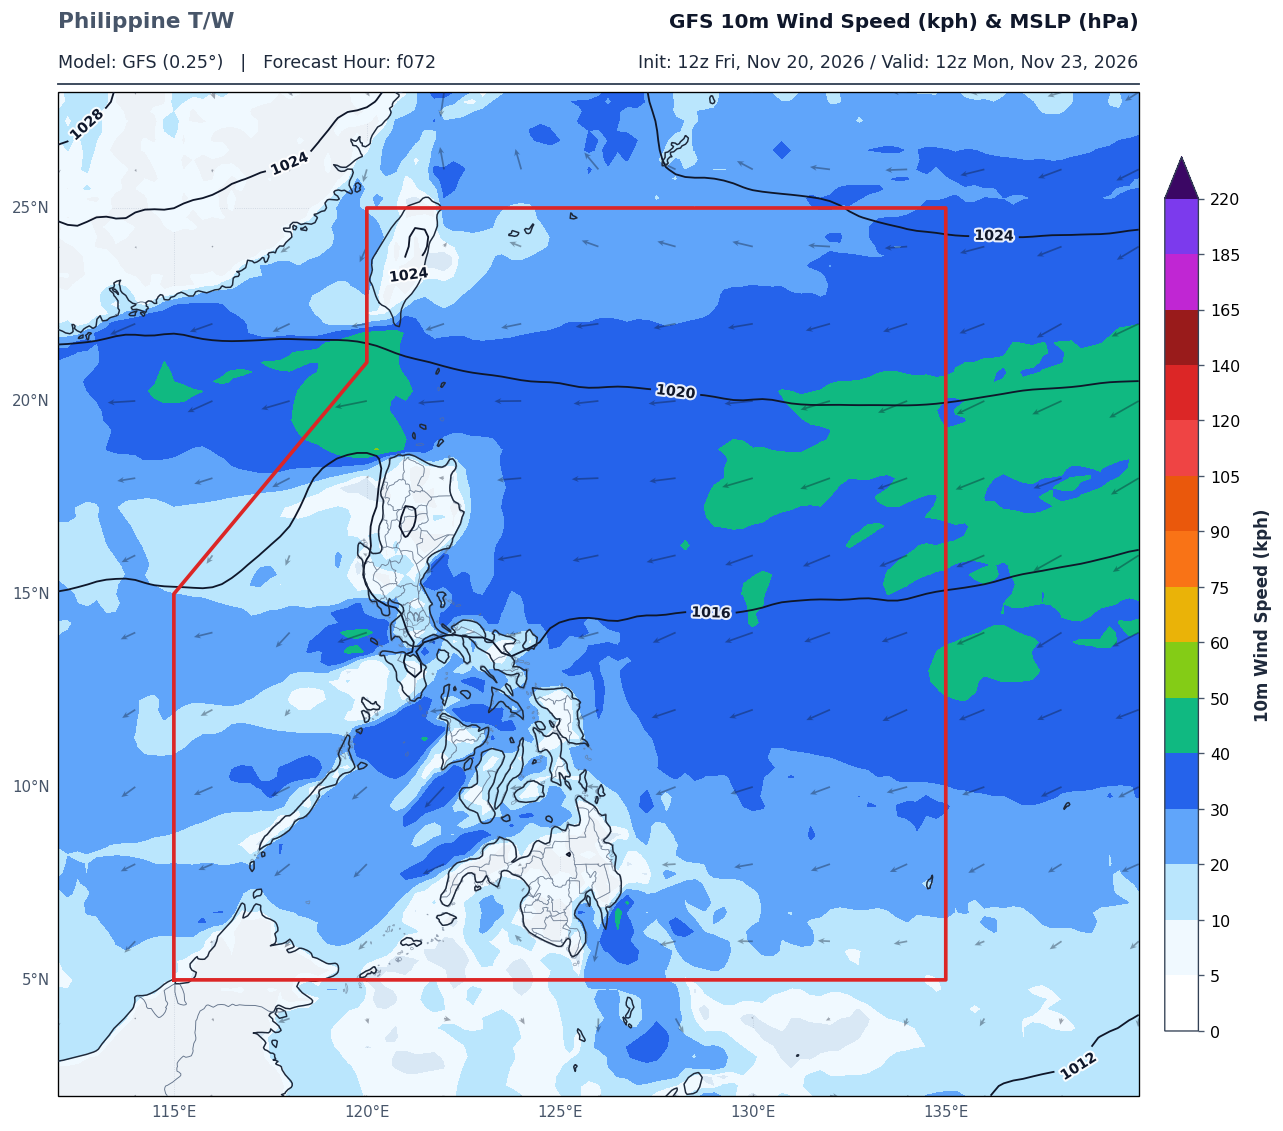 Philippine T/W
GFS 10m Wind Speed (kph) & MSLP (hPa)
Model: GFS (0.25°) | Forecast Hour: f072
Init: 12z Fri, Nov 20, 2026 / Valid: 12z Mon, Nov 23, 2026
1028
1024
1024
1024
1020
1016
1012
25°N
20°N
15°N
10°N
5°N
115°E
120°E
125°E
130°E
135°E
220
185
165
140
120
105
90
75
60
50
40
30
20
10
5
0
10m Wind Speed (kph)